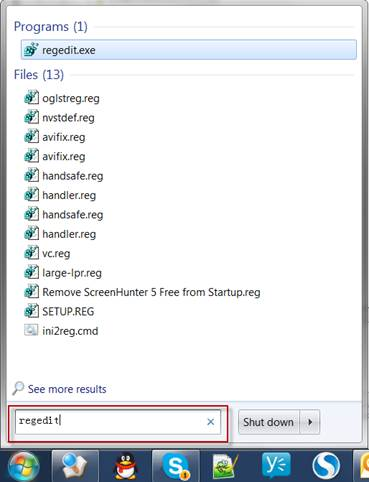 Programs (1)
regedit.exe
Files (13)
oglstreg.reg
nvstdef.reg
avifix.reg
avifix.reg
handsafe.reg
handler.reg
handsafe.reg
handler.reg
vc.reg
large-lpr.reg
Remove ScreenHunter 5 Free from Startup.reg
SETUP.REG
ini2reg.cmd
See more results
regedit
Shut down